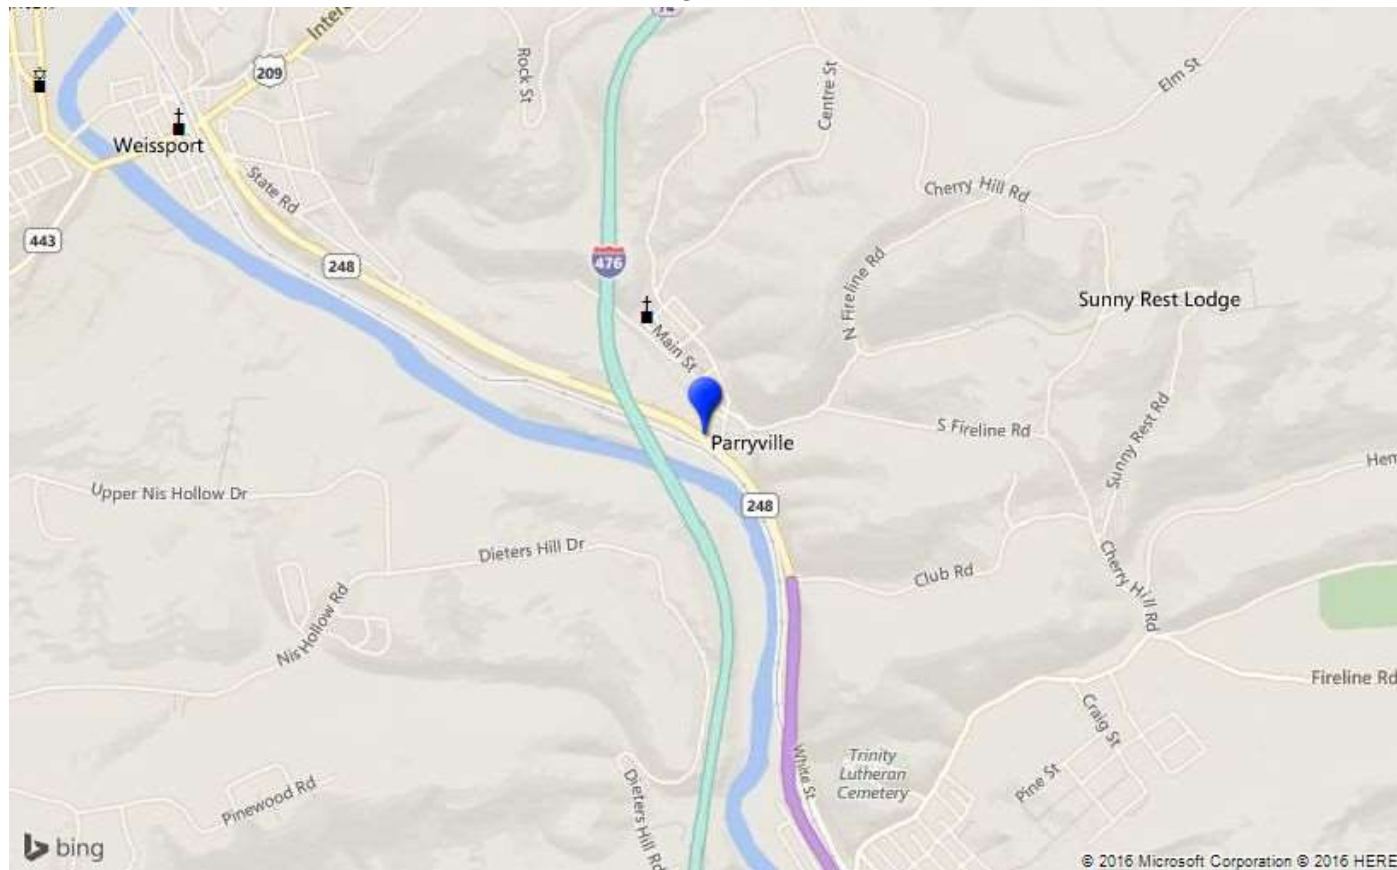 74
209
Rock St
Centre St
Elm St
Weissport
State Rd
Cherry Hill Rd
443
248
476
N Fireline Rd
Sunny Rest Lodge
Main St
Parryville
S Fireline Rd
Sunny Rest Rd
Upper Nis Hollow Dr
248
Dieters Hill Dr
Club Rd
Cherry Hill Rd
Nis Hollow Rd
Fireline Rd
Craig St
White St
Trinity
Lutheran
Cemetery
Pine St
Pinewood Rd
Dieters Hill Rd
bing
© 2016 Microsoft Corporation © 2016 HERE